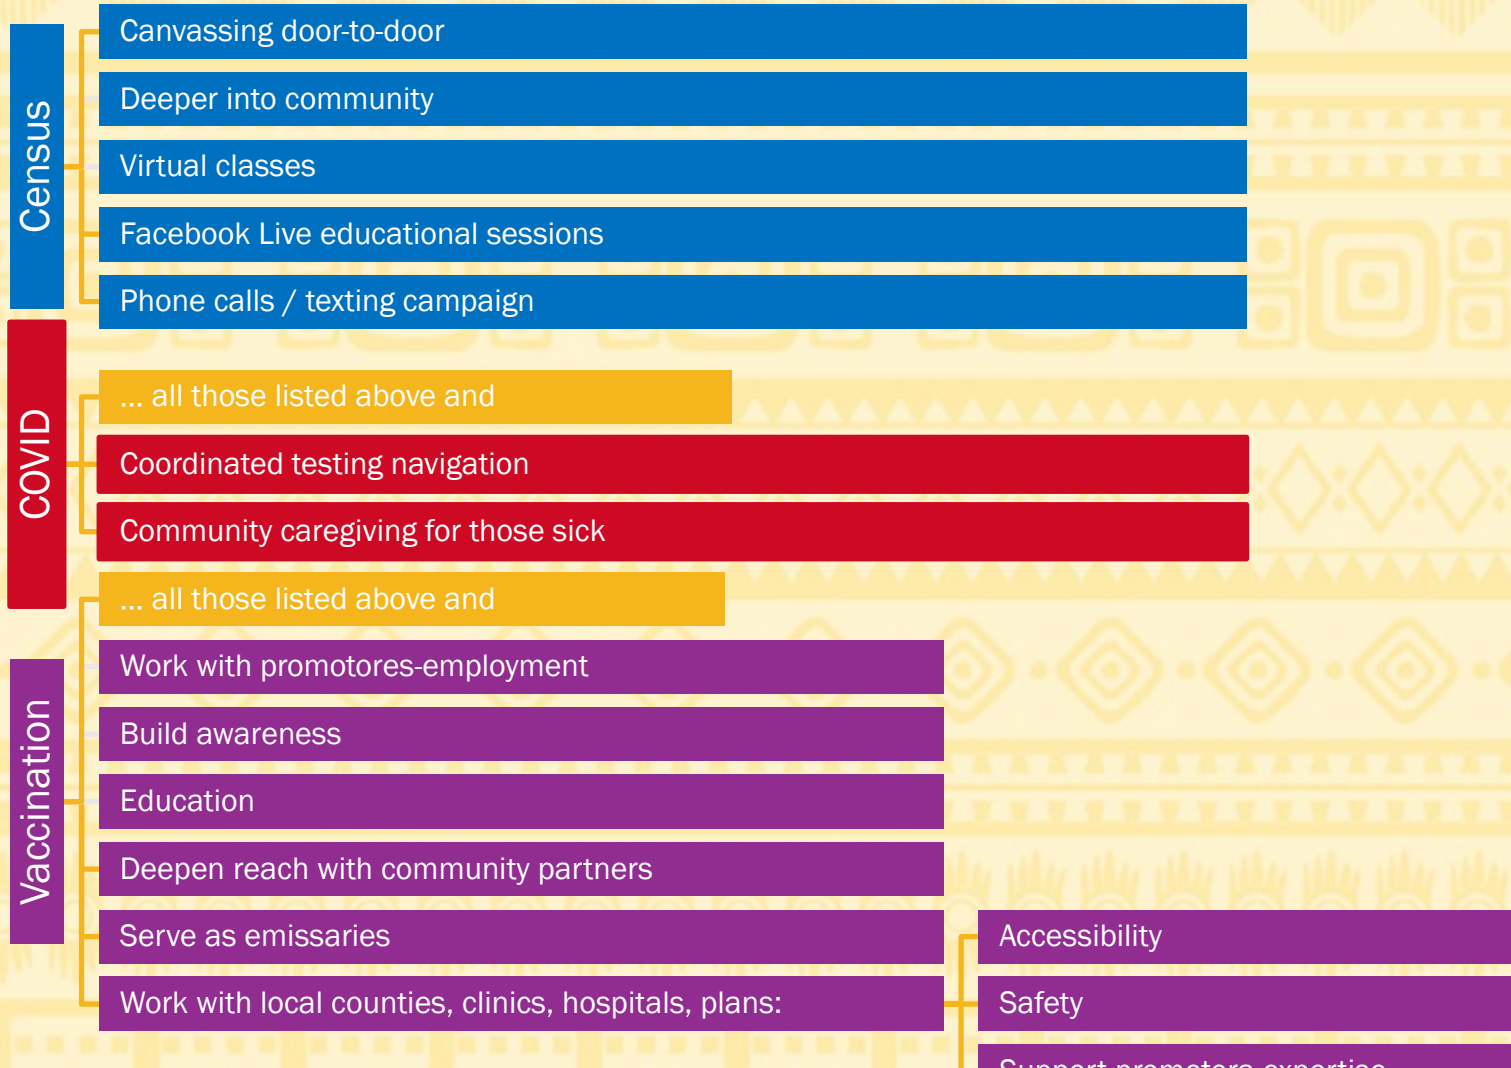 Census
Canvassing door-to-door
Deeper into community
Virtual classes
Facebook Live educational sessions
Phone calls / texting campaign
COVID
... all those listed above and
Coordinated testing navigation
Community caregiving for those sick
Vaccination
... all those listed above and
Work with promotores-employment
Build awareness
Education
Deepen reach with community partners
Serve as emissaries
Work with local counties, clinics, hospitals, plans:
Accessibility
Safety
Support promotora expertise